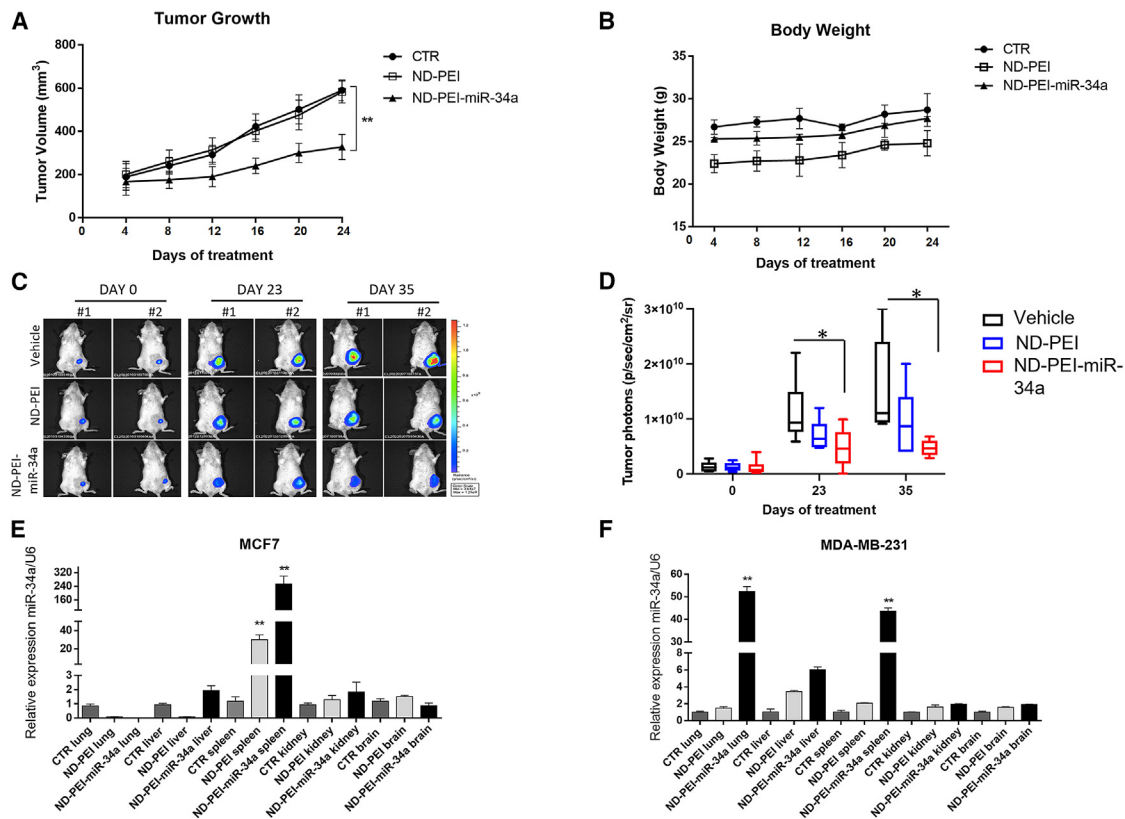 A
Tumor Growth
Tumor Volume (mm³)
800
600
400
200
0
0
4
8
12
16
20
24
Days of treatment
CTR
ND-PEI
ND-PEI-miR-34a
**
B
Body Weight
Body Weight (g)
35
30
25
20
15
0
4
8
12
16
20
24
Days of treatment
CTR
ND-PEI
ND-PEI-miR-34a
C
DAY 0
DAY 23
DAY 35
#1
#2
#1
#2
#1
#2
Vehicle
ND-PEI
ND-PEI-
miR-34a
D
Tumor photons (p/sec/cm²/sr)
3×10¹⁰
2×10¹⁰
1×10¹⁰
0
0
23
35
Days of treatment
*
*
Vehicle
ND-PEI
ND-PEI-miR-
34a
E
MCF7
Relative expression miR-34a/U6
320
240
160
40
20
3
2
1
0
**
**
CTR lung
ND-PEI lung
ND-PEI-miR-34a lung
CTR liver
ND-PEI liver
ND-PEI-miR-34a liver
CTR spleen
ND-PEI spleen
ND-PEI-miR-34a spleen
CTR kidney
ND-PEI kidney
ND-PEI-miR-34a kidney
CTR brain
ND-PEI brain
ND-PEI-miR-34a brain
F
MDA-MB-231
Relative expression miR-34a/U6
60
50
40
30
8
6
4
2
0
**
**
CTR lung
ND-PEI lung
ND-PEI-miR-34a lung
CTR liver
ND-PEI liver
ND-PEI-miR-34a liver
CTR spleen
ND-PEI spleen
ND-PEI-miR-34a spleen
CTR kidney
ND-PEI kidney
ND-PEI-miR-34a kidney
CTR brain
ND-PEI brain
ND-PEI-miR-34a brain